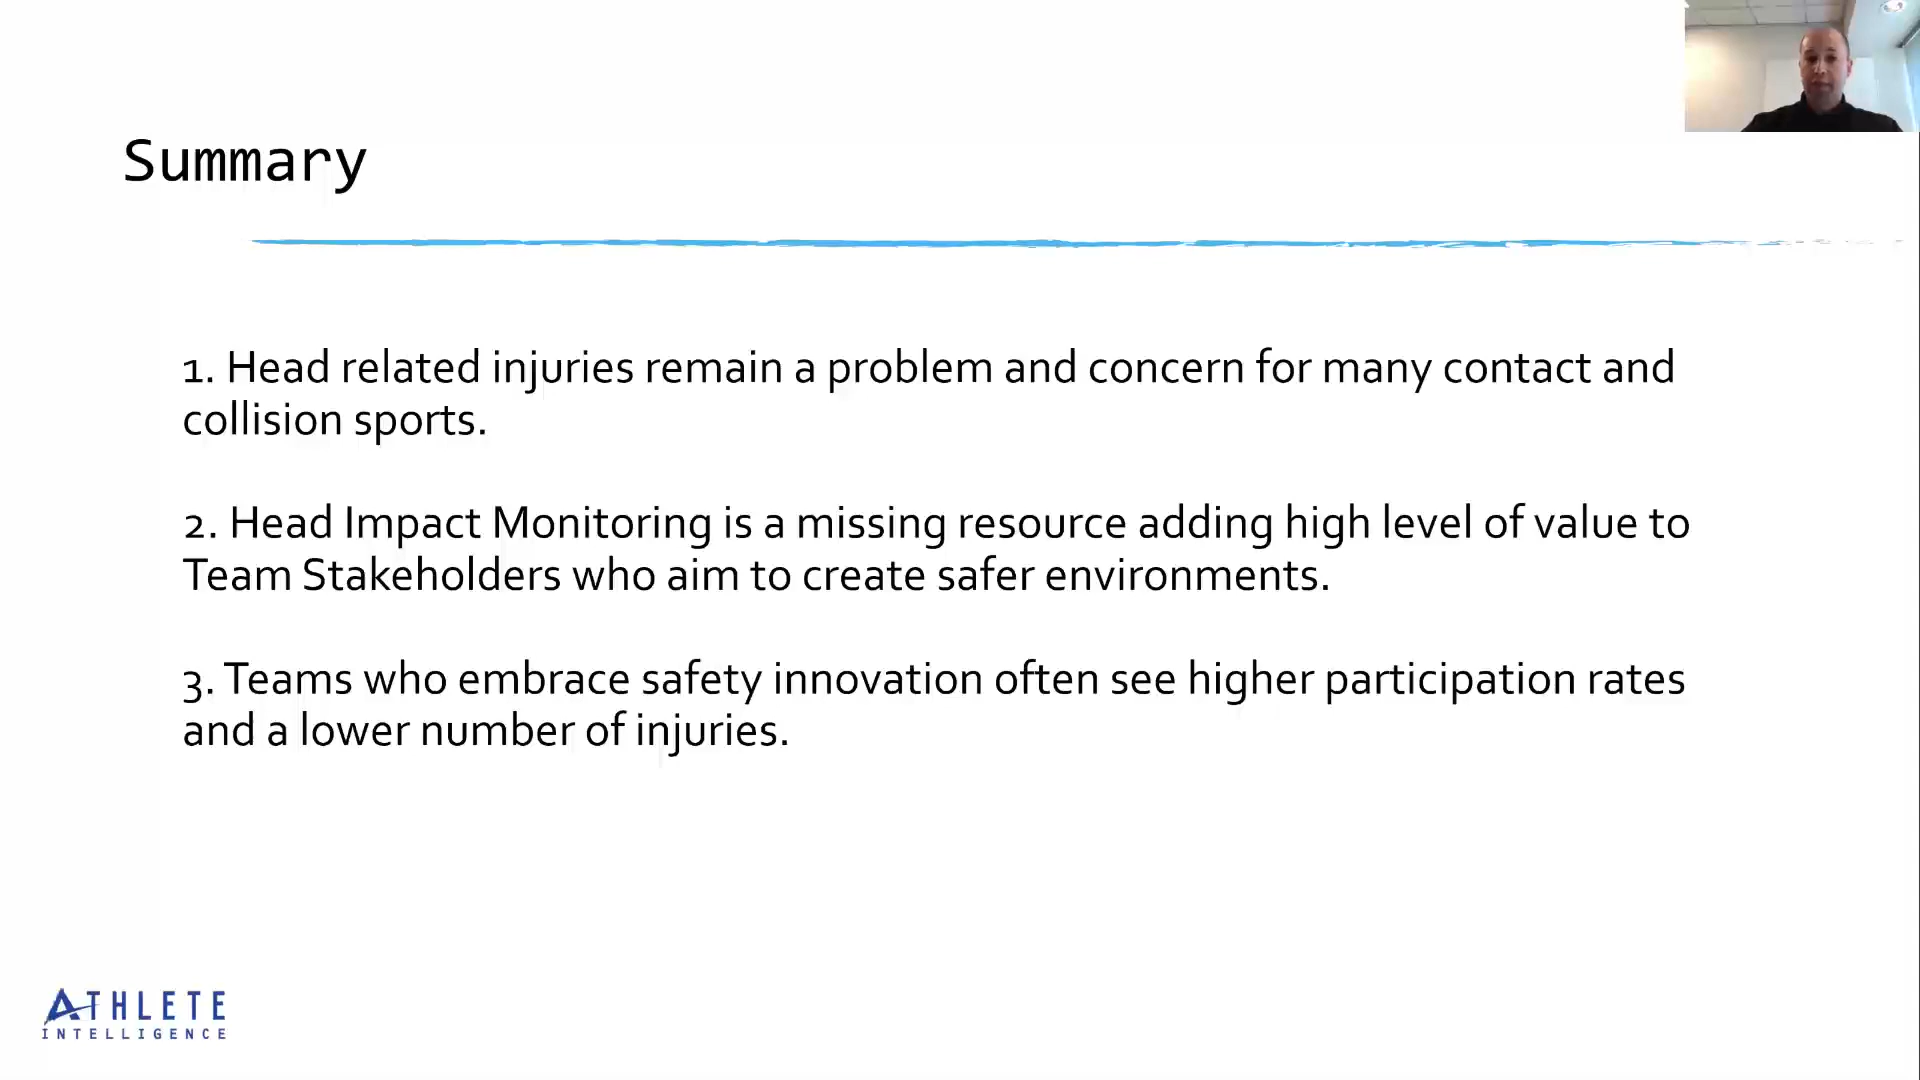 Summary
1. Head related injuries remain a problem and concern for many contact and
collision sports.
2. Head Impact Monitoring is a missing resource adding high level of value to
Team Stakeholders who aim to create safer environments.
3. Teams who embrace safety innovation often see higher participation rates
and a lower number of injuries.
ATHLETE
INTELLIGENCE